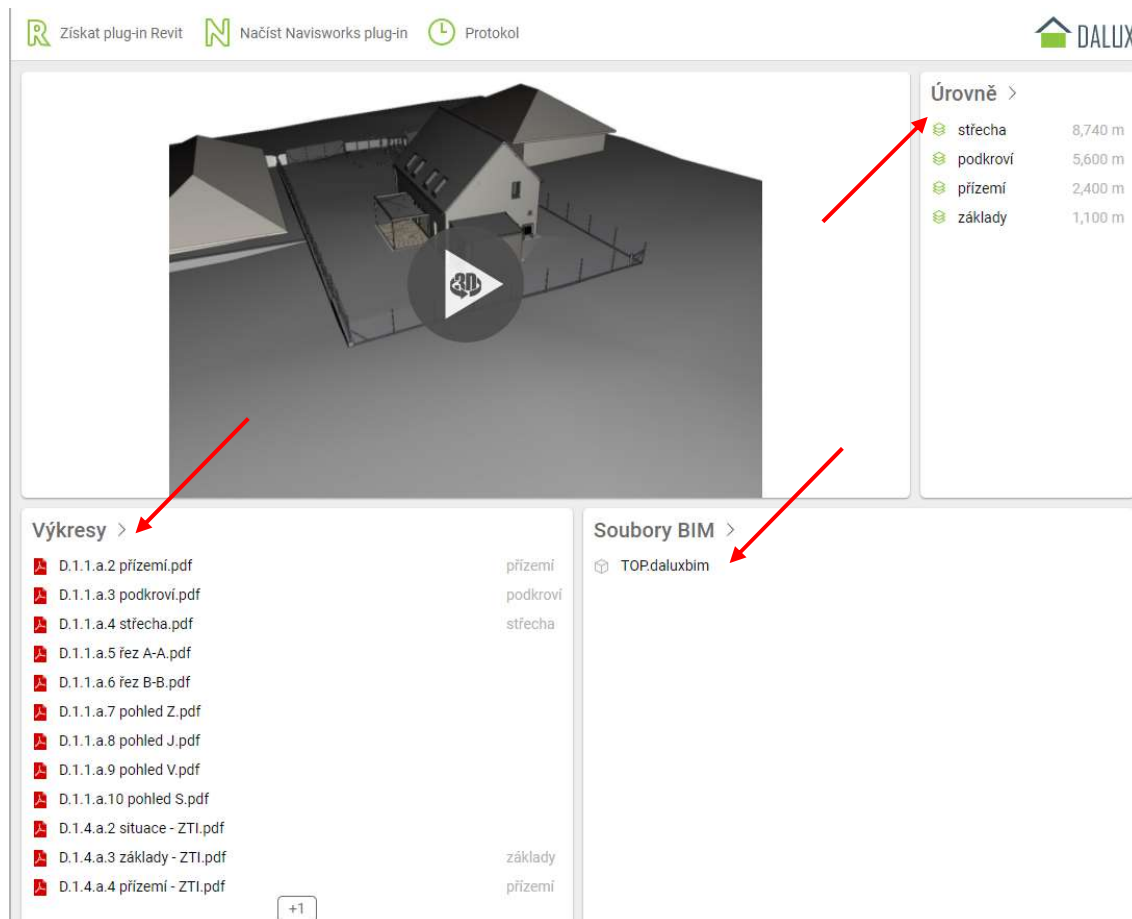 Získat plug-in Revit Načíst Navisworks plug-in Protokol DALUX
3D
Úrovně >
střecha 8,740 m
podkroví 5,600 m
přízemí 2,400 m
základy 1,100 m
Výkresy >
D.1.1.a.2 přízemí.pdf přízemí
D.1.1.a.3 podkroví.pdf podkroví
D.1.1.a.4 střecha.pdf střecha
D.1.1.a.5 řez A-A.pdf
D.1.1.a.6 řez B-B.pdf
D.1.1.a.7 pohled Z.pdf
D.1.1.a.8 pohled J.pdf
D.1.1.a.9 pohled V.pdf
D.1.1.a.10 pohled S.pdf
D.1.4.a.2 situace - ZTI.pdf
D.1.4.a.3 základy - ZTI.pdf základy
D.1.4.a.4 přízemí - ZTI.pdf přízemí
+1
Soubory BIM >
TOP.daluxbim